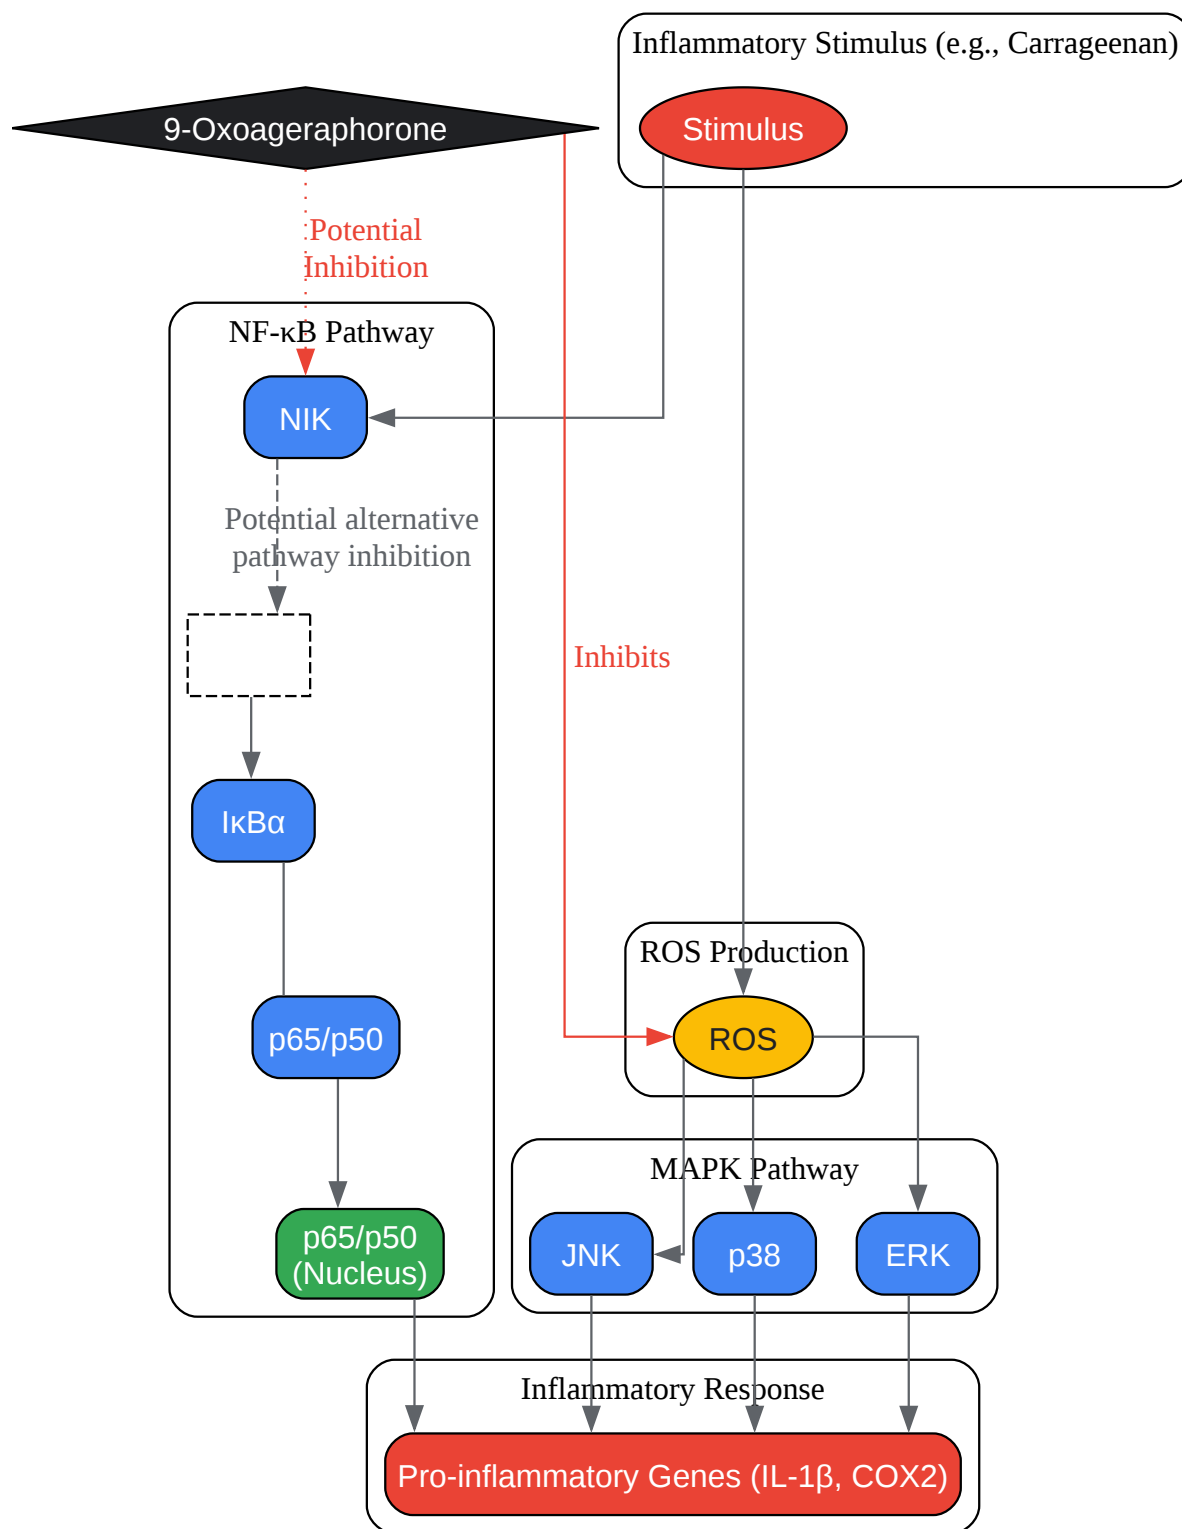 Inflammatory Stimulus (e.g., Carrageenan)
9-Oxoageraphorone
Stimulus
Potential
Inhibition
NF-κB Pathway
NIK
Potential alternative
pathway inhibition
Inhibits
IκBα
ROS Production
p65/p50
ROS
MAPK Pathway
p65/p50
(Nucleus)
JNK
p38
ERK
Inflammatory Response
Pro-inflammatory Genes (IL-1β, COX2)